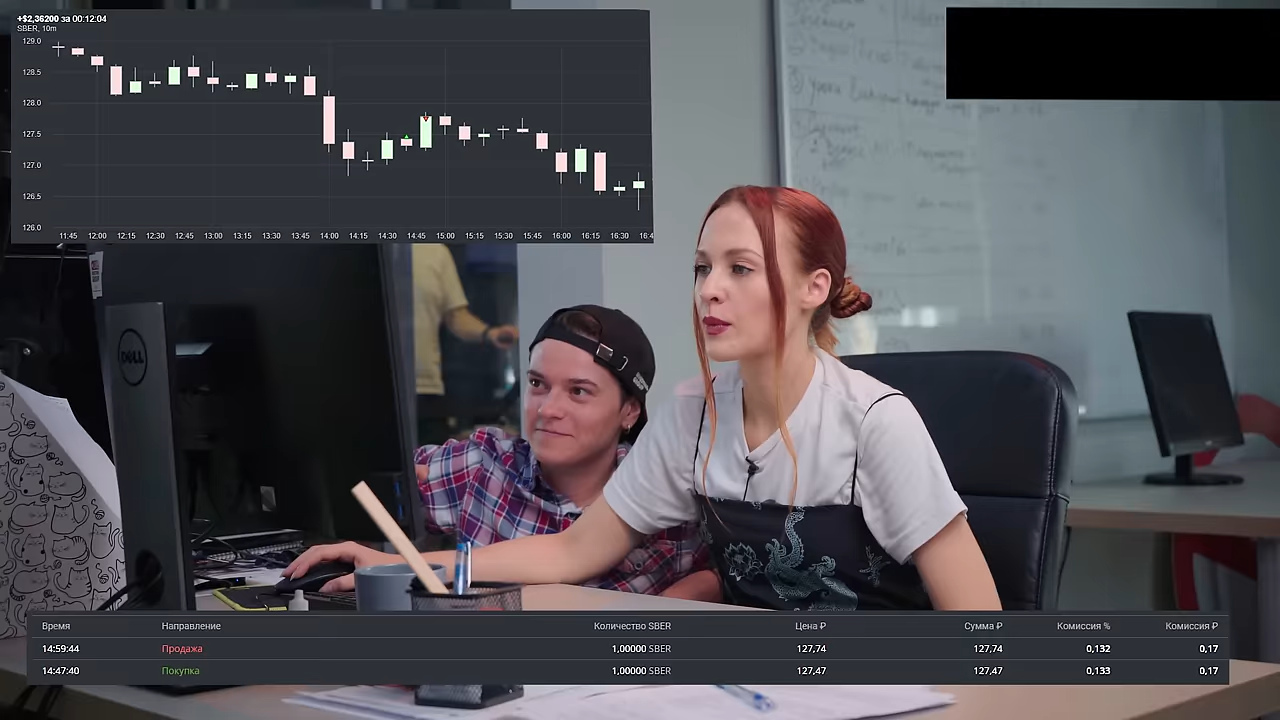 +$2,36200 за 00:12:04
SBER, 10m
129.0
128.5
128.0
127.5
127.0
126.5
126.0
11:45 12:00 12:15 12:30 12:45 13:00 13:15 13:30 13:45 14:00 14:15 14:30 14:45 15:00 15:15 15:30 15:45 16:00 16:15 16:30 16:4
DELL
Время Направление Количество SBER Цена ₽ Сумма ₽ Комиссия % Комиссия ₽
14:59:44 Продажа 1,00000 SBER 127,74 127,74 0,132 0,17
14:47:40 Покупка 1,00000 SBER 127,47 127,47 0,133 0,17